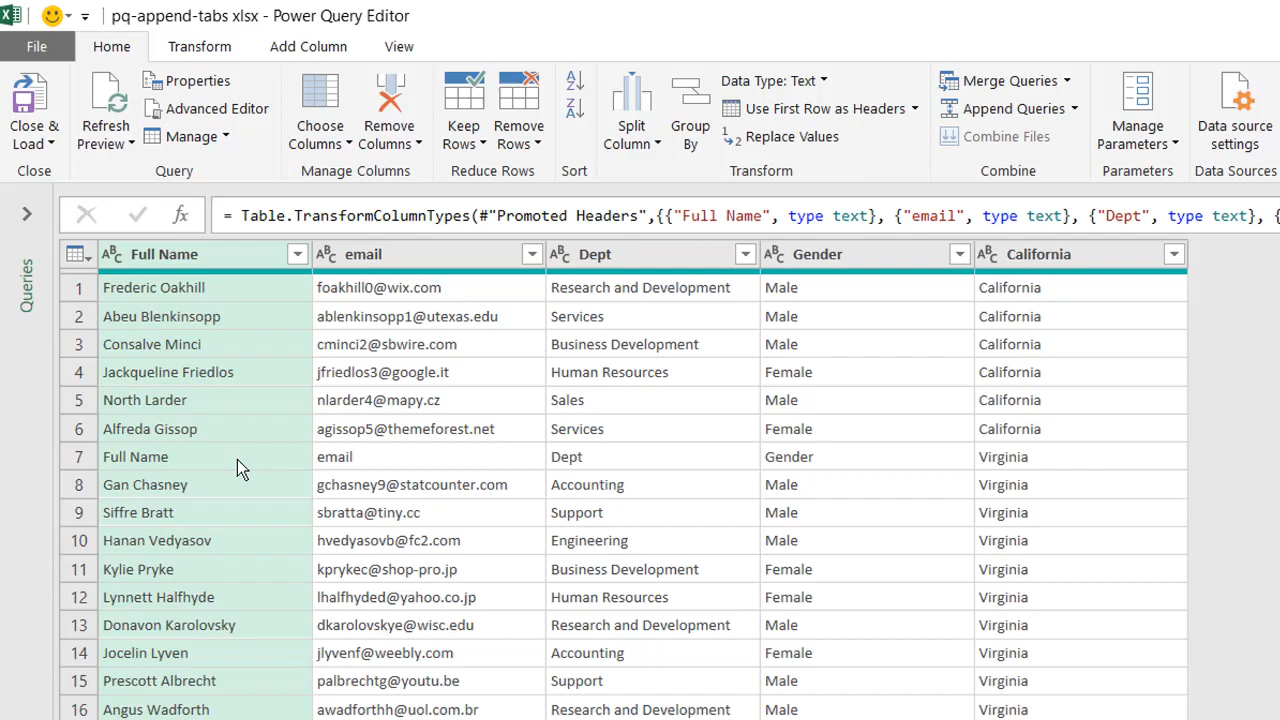 pq-append-tabs xlsx - Power Query Editor
File Home Transform Add Column View
Close & Load
Close
Refresh Preview
Properties
Advanced Editor
Manage
Query
Choose Columns
Remove Columns
Manage Columns
Keep Rows
Remove Rows
Reduce Rows
A Z
Z A
Sort
Split Column
Group By
Data Type: Text
Use First Row as Headers
1 2 Replace Values
Transform
Merge Queries
Append Queries
Combine Files
Combine
Manage Parameters
Parameters
Data source settings
Data Sources
fx = Table.TransformColumnTypes(#"Promoted Headers",{{"Full Name", type text}, {"email", type text}, {"Dept", type text}, {
Queries
ABC Full Name ABC email ABC Dept ABC Gender ABC California
1 Frederic Oakhill foakhill0@wix.com Research and Development Male California
2 Abeu Blenkinsopp ablenkinsopp1@utexas.edu Services Male California
3 Consalve Minci cminci2@sbwire.com Business Development Male California
4 Jackqueline Friedlos jfriedlos3@google.it Human Resources Female California
5 North Larder nlarder4@mapy.cz Sales Male California
6 Alfreda Gissop agissop5@themeforest.net Services Female California
7 Full Name email Dept Gender Virginia
8 Gan Chasney gchasney9@statcounter.com Accounting Male Virginia
9 Siffre Bratt sbratta@tiny.cc Support Male Virginia
10 Hanan Vedyasov hvedyasovb@fc2.com Engineering Male Virginia
11 Kylie Pryke kprykec@shop-pro.jp Business Development Female Virginia
12 Lynnett Halfhyde lhalfhyded@yahoo.co.jp Human Resources Female Virginia
13 Donavon Karolovsky dkarolovskye@wisc.edu Research and Development Male Virginia
14 Jocelin Lyven jlyvenf@weebly.com Accounting Female Virginia
15 Prescott Albrecht palbrechtg@youtu.be Support Male Virginia
16 Angus Wadforth awadforthh@uol.com.br Research and Development Male Virginia